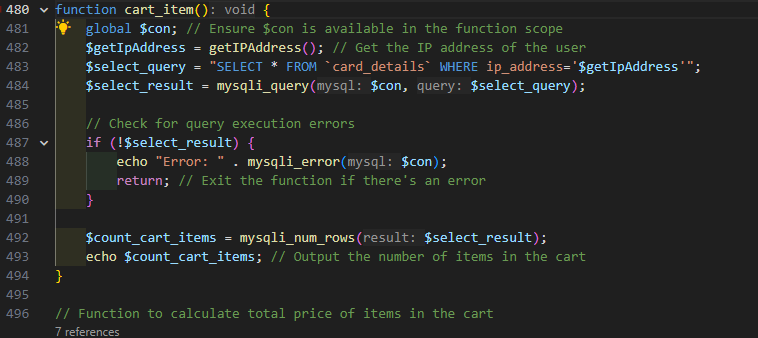 480 function cart_item(): void {
481 global $con; // Ensure $con is available in the function scope
482 $getIpAddress = getIPAddress(); // Get the IP address of the user
483 $select_query = "SELECT * FROM `card_details` WHERE ip_address='$getIpAddress'";
484 $select_result = mysqli_query(mysql: $con, query: $select_query);
485
486 // Check for query execution errors
487 if (!$select_result) {
488 echo "Error: " . mysqli_error(mysql: $con);
489 return; // Exit the function if there's an error
490 }
491
492 $count_cart_items = mysqli_num_rows(result: $select_result);
493 echo $count_cart_items; // Output the number of items in the cart
494 }
495
496 // Function to calculate total price of items in the cart
7 references